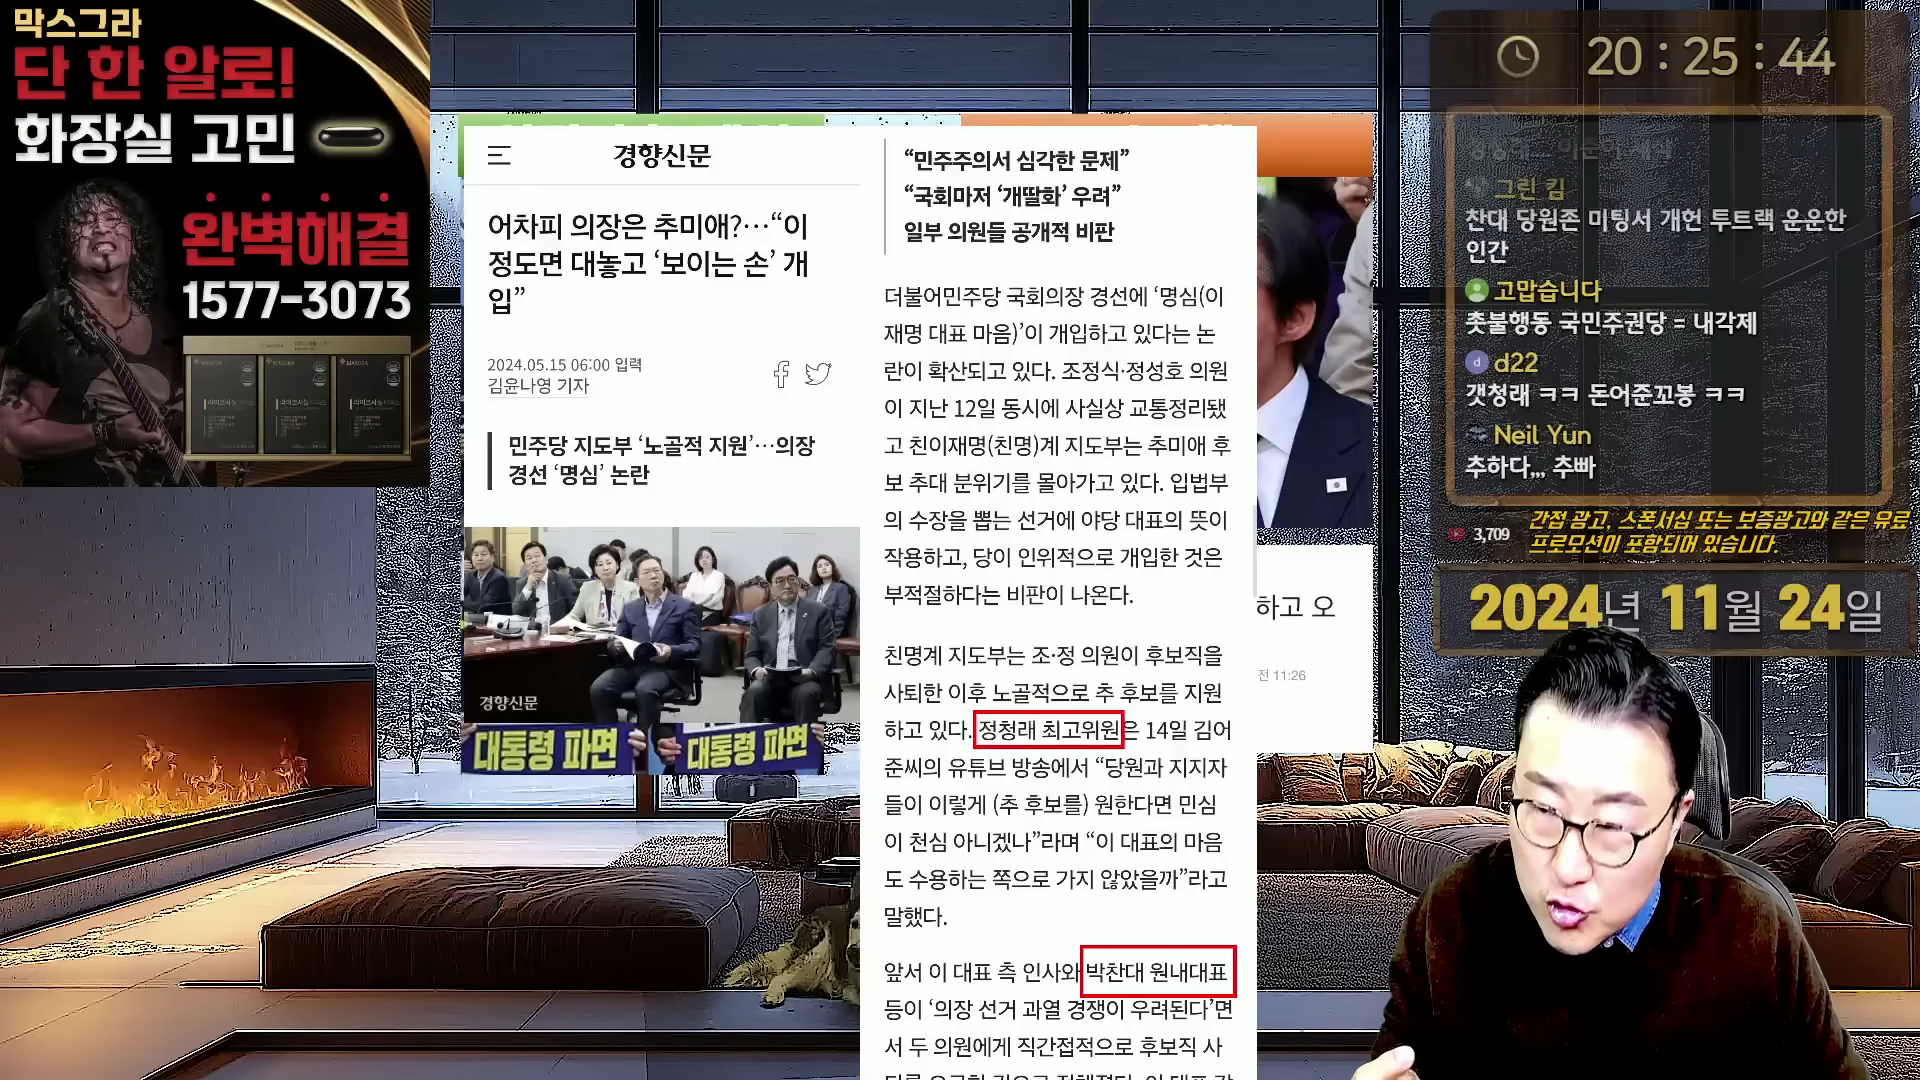 막스그라
단 한 알로!
화장실 고민
완벽해결
1577-3073
경향신문
어차피 의장은 추미애?…“이
정도면 대놓고 ‘보이는 손’ 개
입”
2024.05.15 06:00 입력
김윤나영 기자
민주당 지도부 ‘노골적 지원’…의장
경선 ‘명심’ 논란
경향신문
대통령 파면
대통령 파면
“민주주의서 심각한 문제”
“국회마저 ‘개딸화’ 우려”
일부 의원들 공개적 비판
더불어민주당 국회의장 경선에 ‘명심(이
재명 대표 마음)’이 개입하고 있다는 논
란이 확산되고 있다. 조정식·정성호 의원
이 지난 12일 동시에 사실상 교통정리됐
고 친이재명(친명)계 지도부는 추미애 후
보 추대 분위기를 몰아가고 있다. 입법부
의 수장을 뽑는 선거에 야당 대표의 뜻이
작용하고, 당이 인위적으로 개입한 것은
부적절하다는 비판이 나온다.
친명계 지도부는 조·정 의원이 후보직을
사퇴한 이후 노골적으로 추 후보를 지원
하고 있다. 정청래 최고위원은 14일 김어
준씨의 유튜브 방송에서 “당원과 지지자
들이 이렇게 (추 후보를) 원한다면 민심
이 천심 아니겠나”라며 “이 대표의 마음
도 수용하는 쪽으로 가지 않았을까”라고
말했다.
앞서 이 대표 측 인사와 박찬대 원내대표
등이 ‘의장 선거 과열 경쟁이 우려된다’면
서 두 의원에게 직간접적으로 후보직 사
하고 오
전 11:26
20 : 25 : 44
그린 킴
찬대 당원존 미팅서 개헌 투트랙 운운한
인간
고맙습니다
촛불행동 국민주권당 = 내각제
d d22
갯청래 ㅋㅋ 돈어준꼬봉 ㅋㅋ
Neil Yun
추하다... 추빠
3,709
간접 광고, 스폰서십 또는 보증광고와 같은 유료
프로모션이 포함되어 있습니다.
2024년 11월 24일